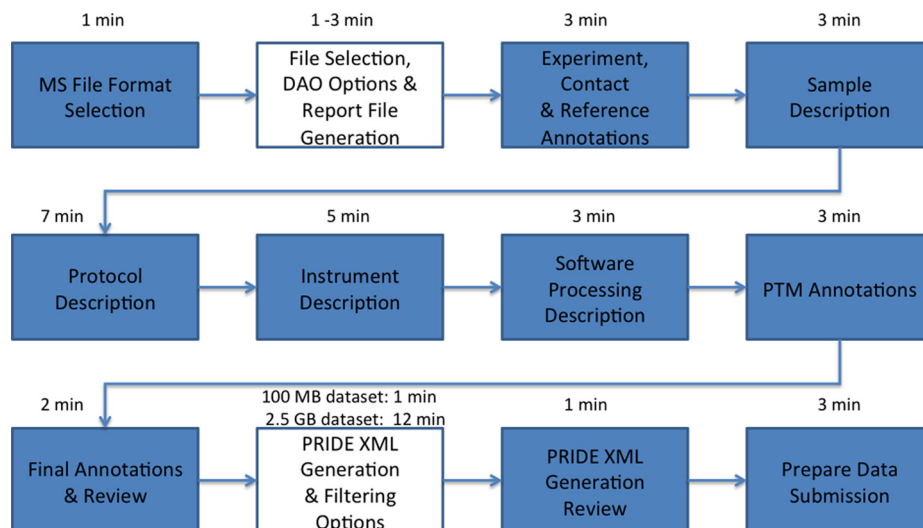 1 min
1 -3 min
3 min
3 min
MS File Format
Selection
File Selection,
DAO Options &
Report File
Generation
Experiment,
Contact
& Reference
Annotations
Sample
Description
7 min
5 min
3 min
3 min
Protocol
Description
Instrument
Description
Software
Processing
Description
PTM Annotations
2 min
100 MB dataset: 1 min
2.5 GB dataset: 12 min
1 min
3 min
Final Annotations
& Review
PRIDE XML
Generation
& Filtering
Options
PRIDE XML
Generation
Review
Prepare Data
Submission